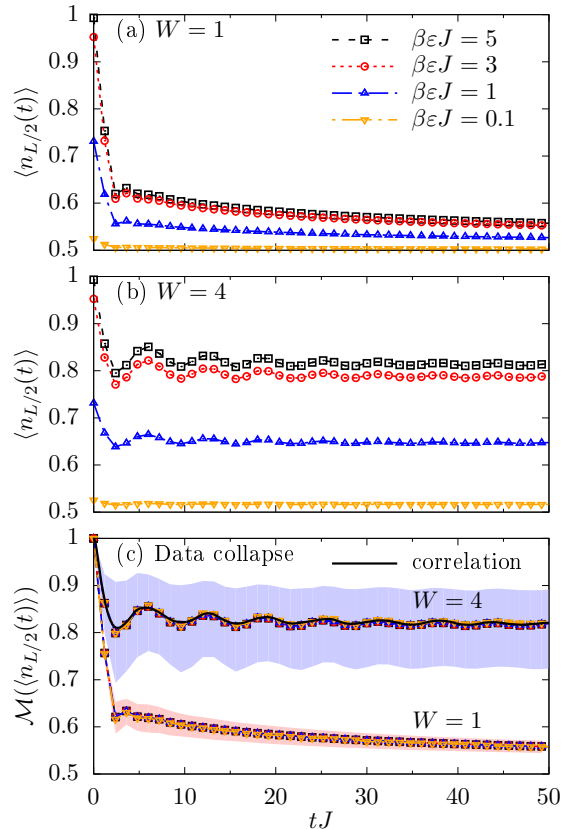 1
0.9
0.8
0.7
0.6
0.5
⟨n_{L/2}(t)⟩
(a) W = 1
βεJ = 5
βεJ = 3
βεJ = 1
βεJ = 0.1
1
0.9
0.8
0.7
0.6
0.5
⟨n_{L/2}(t)⟩
(b) W = 4
1
0.9
0.8
0.7
0.6
0.5
ℳ(⟨n_{L/2}(t)⟩)
(c) Data collapse
correlation
W = 4
W = 1
0 10 20 30 40 50
tJ